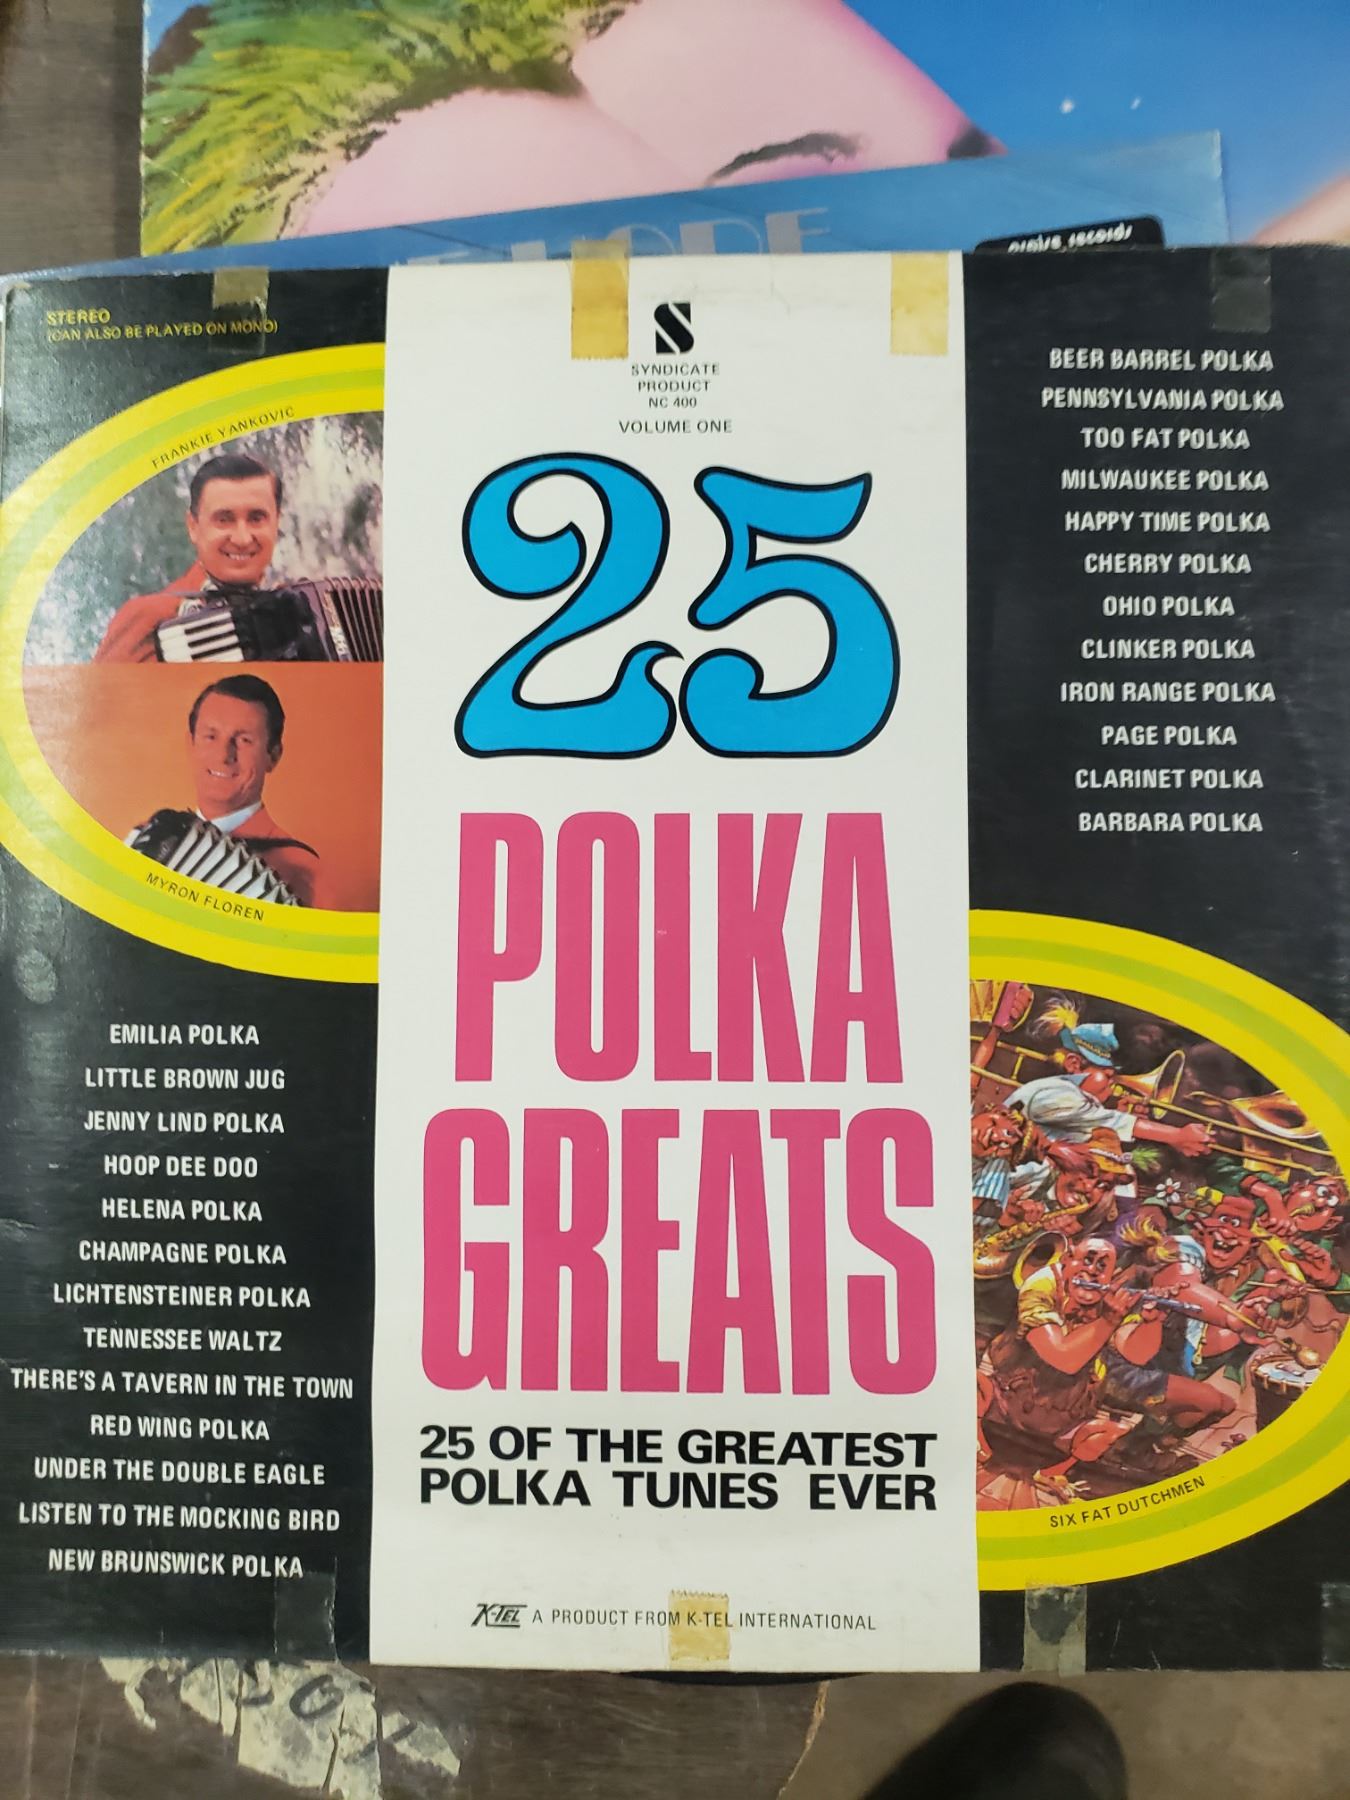 STEREO
(CAN ALSO BE PLAYED ON MONO)
FRANKIE YANKOVIC
MYRON FLOREN
EMILIA POLKA
LITTLE BROWN JUG
JENNY LIND POLKA
HOOP DEE DOO
HELENA POLKA
CHAMPAGNE POLKA
LICHTENSTEINER POLKA
TENNESSEE WALTZ
THERE'S A TAVERN IN THE TOWN
RED WING POLKA
UNDER THE DOUBLE EAGLE
LISTEN TO THE MOCKING BIRD
NEW BRUNSWICK POLKA
S
SYNDICATE
PRODUCT
NC 400
VOLUME ONE
25
POLKA
GREATS
25 OF THE GREATEST
POLKA TUNES EVER
K-TEL A PRODUCT FROM K-TEL INTERNATIONAL
BEER BARREL POLKA
PENNSYLVANIA POLKA
TOO FAT POLKA
MILWAUKEE POLKA
HAPPY TIME POLKA
CHERRY POLKA
OHIO POLKA
CLINKER POLKA
IRON RANGE POLKA
PAGE POLKA
CLARINET POLKA
BARBARA POLKA
SIX FAT DUTCHMEN